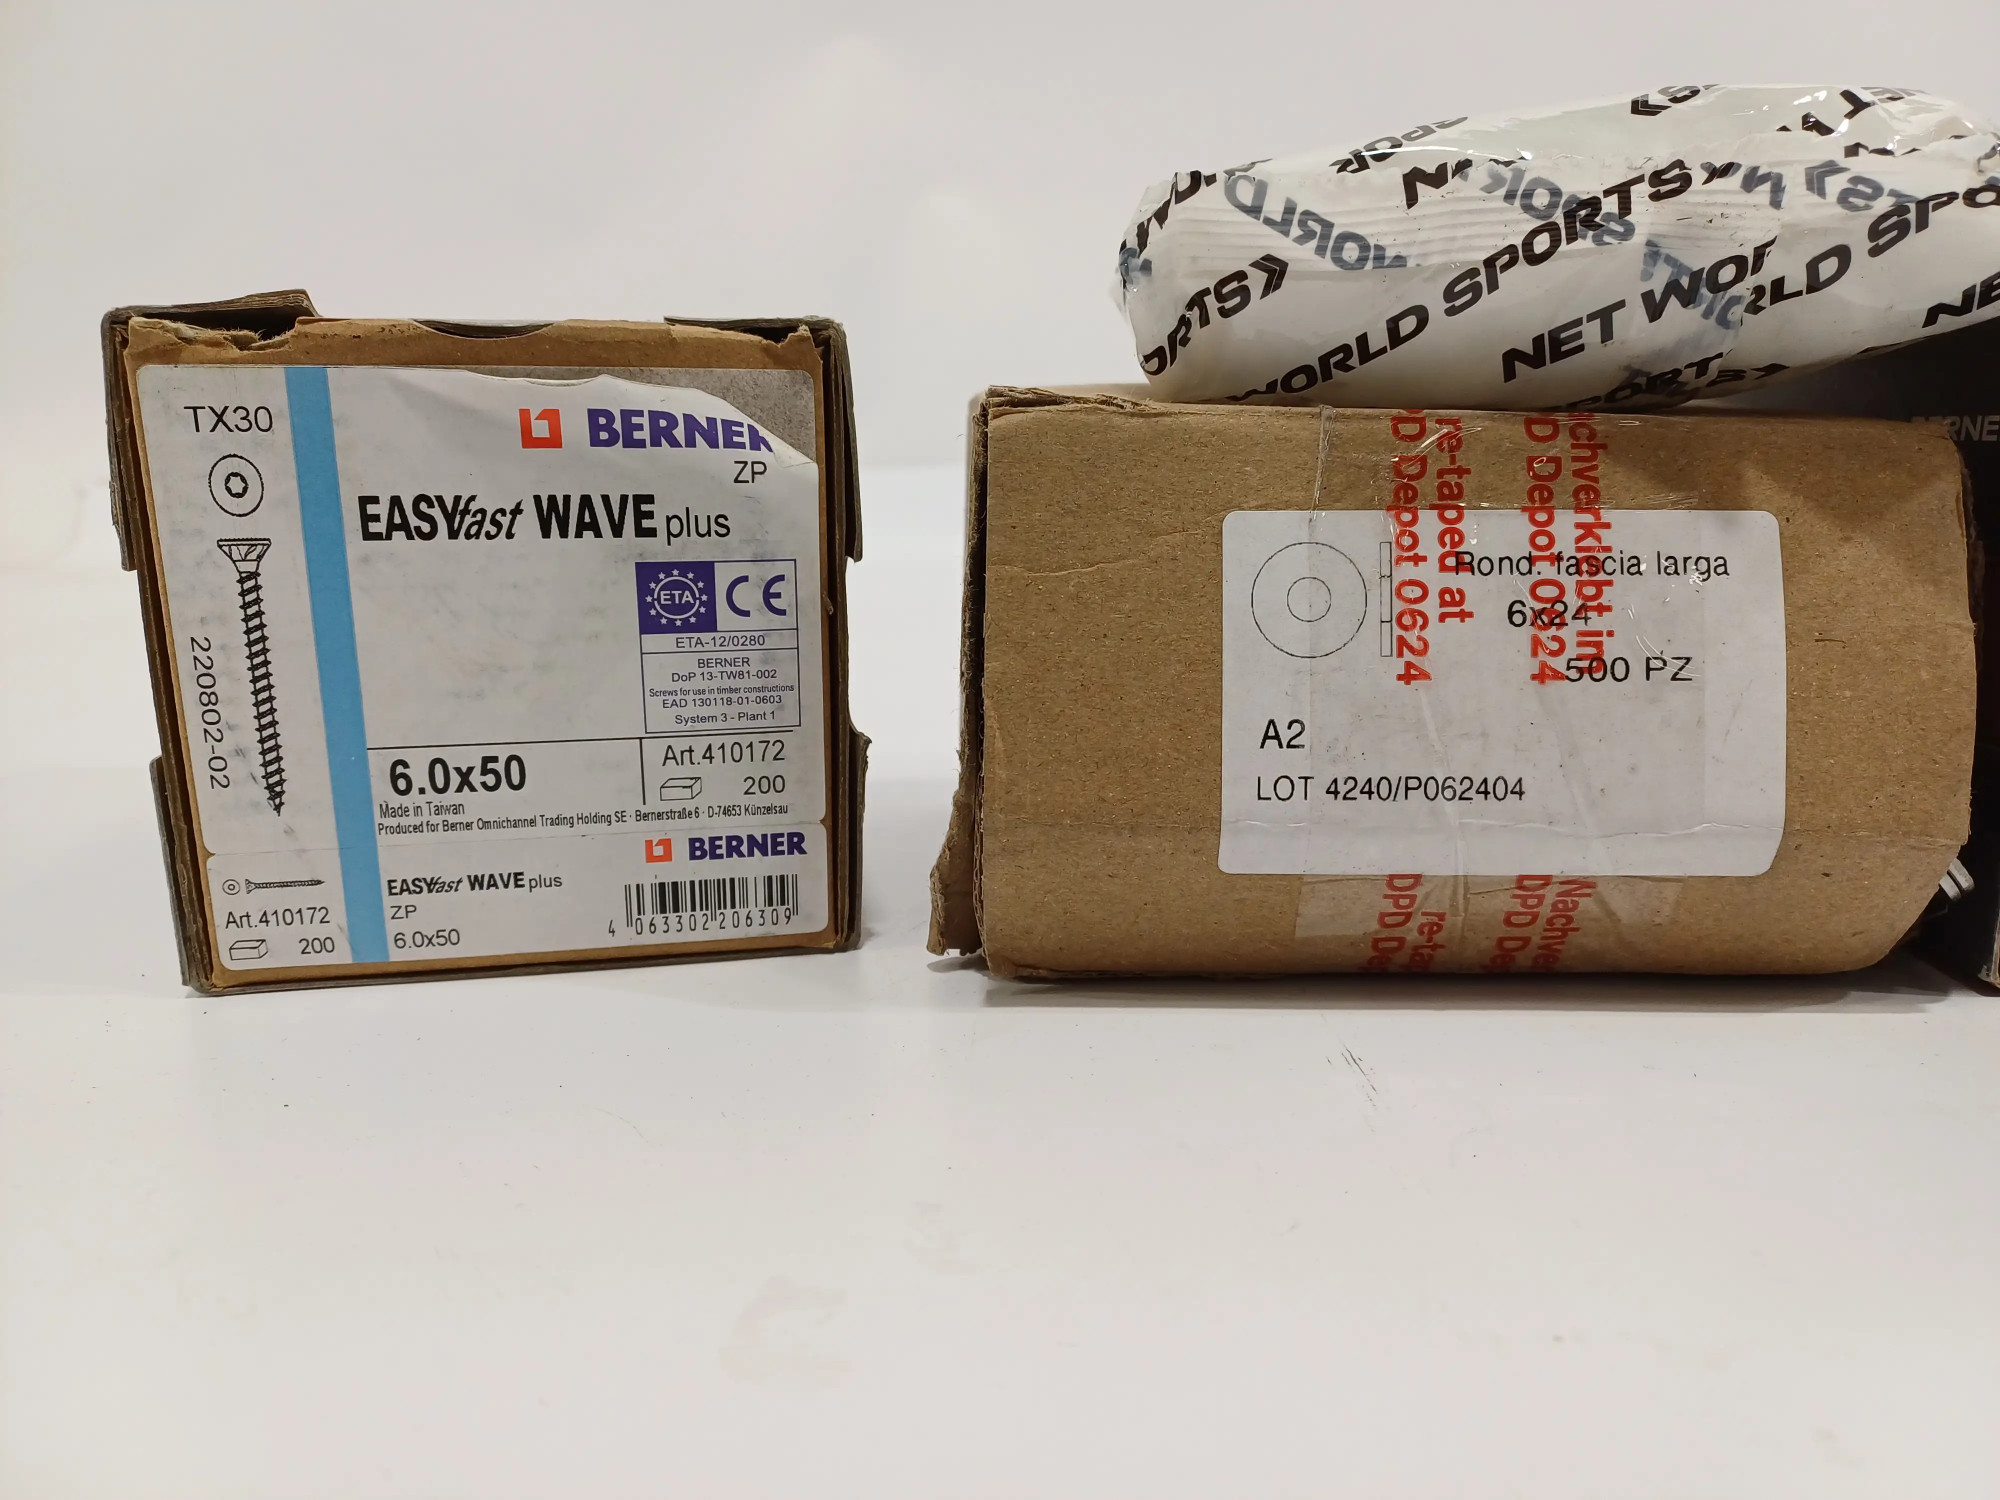 TX30
BERNER
ZP
EASYfast WAVE plus
ETA
CE
ETA-12/0280
BERNER
DoP 13-TW81-002
Screws for use in timber constructions
EAD 130118-01-0603
System 3 - Plant 1
220802-02
6.0x50
Art.410172
200
Made in Taiwan
Produced for Berner Omnichannel Trading Holding SE · Bernerstraße 6 · D-74653 Künzelsau
BERNER
EASYfast WAVE plus
ZP
6.0x50
Art.410172
200
4 063302 206309
NET WORLD SPORTS
WORLD SPORTS
Rond. fascia larga
6x24
500 PZ
A2
LOT 4240/P062404
re-taped at
DPD Depot 0624
Nachverklebt im
DPD Depot 0624
BERNE